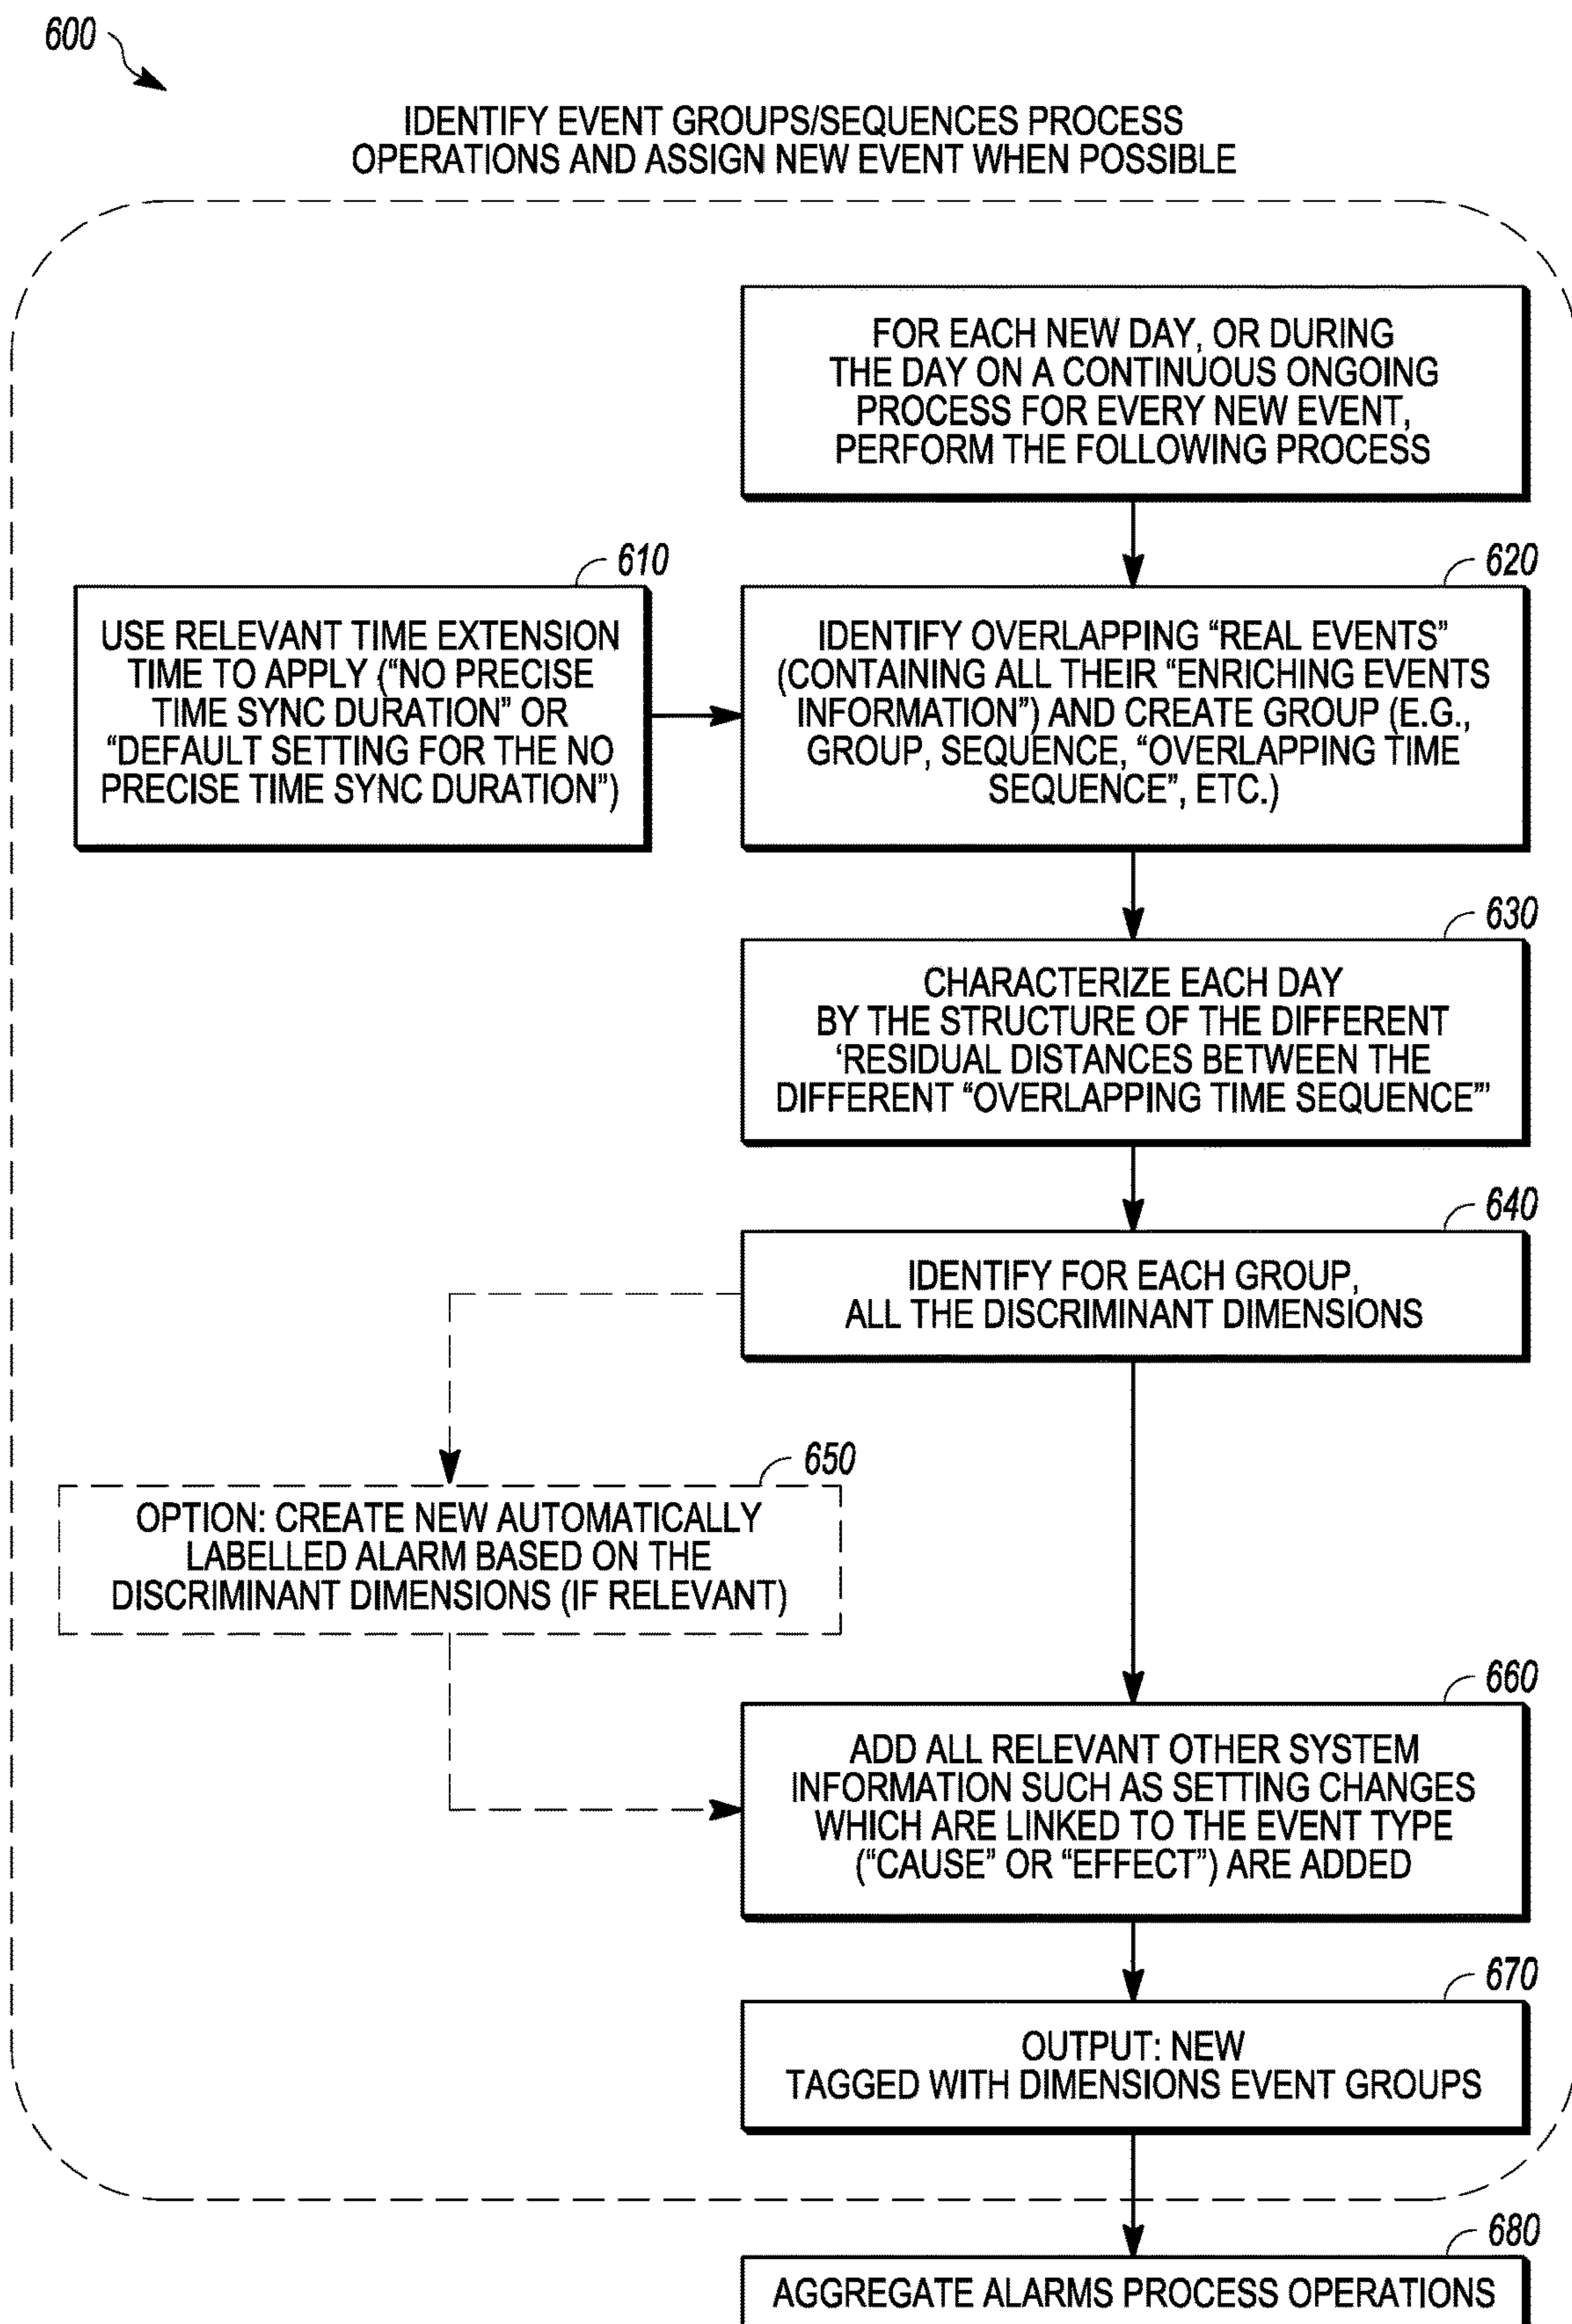 600
IDENTIFY EVENT GROUPS/SEQUENCES PROCESS
OPERATIONS AND ASSIGN NEW EVENT WHEN POSSIBLE
FOR EACH NEW DAY, OR DURING
THE DAY ON A CONTINUOUS ONGOING
PROCESS FOR EVERY NEW EVENT,
PERFORM THE FOLLOWING PROCESS
610
USE RELEVANT TIME EXTENSION
TIME TO APPLY (“NO PRECISE
TIME SYNC DURATION” OR
“DEFAULT SETTING FOR THE NO
PRECISE TIME SYNC DURATION”)
620
IDENTIFY OVERLAPPING “REAL EVENTS”
(CONTAINING ALL THEIR “ENRICHING EVENTS
INFORMATION”) AND CREATE GROUP (E.G.,
GROUP, SEQUENCE, “OVERLAPPING TIME
SEQUENCE”, ETC.)
630
CHARACTERIZE EACH DAY
BY THE STRUCTURE OF THE DIFFERENT
‘RESIDUAL DISTANCES BETWEEN THE
DIFFERENT “OVERLAPPING TIME SEQUENCE”’
640
IDENTIFY FOR EACH GROUP,
ALL THE DISCRIMINANT DIMENSIONS
650
OPTION: CREATE NEW AUTOMATICALLY
LABELLED ALARM BASED ON THE
DISCRIMINANT DIMENSIONS (IF RELEVANT)
660
ADD ALL RELEVANT OTHER SYSTEM
INFORMATION SUCH AS SETTING CHANGES
WHICH ARE LINKED TO THE EVENT TYPE
(“CAUSE” OR “EFFECT”) ARE ADDED
670
OUTPUT: NEW
TAGGED WITH DIMENSIONS EVENT GROUPS
680
AGGREGATE ALARMS PROCESS OPERATIONS